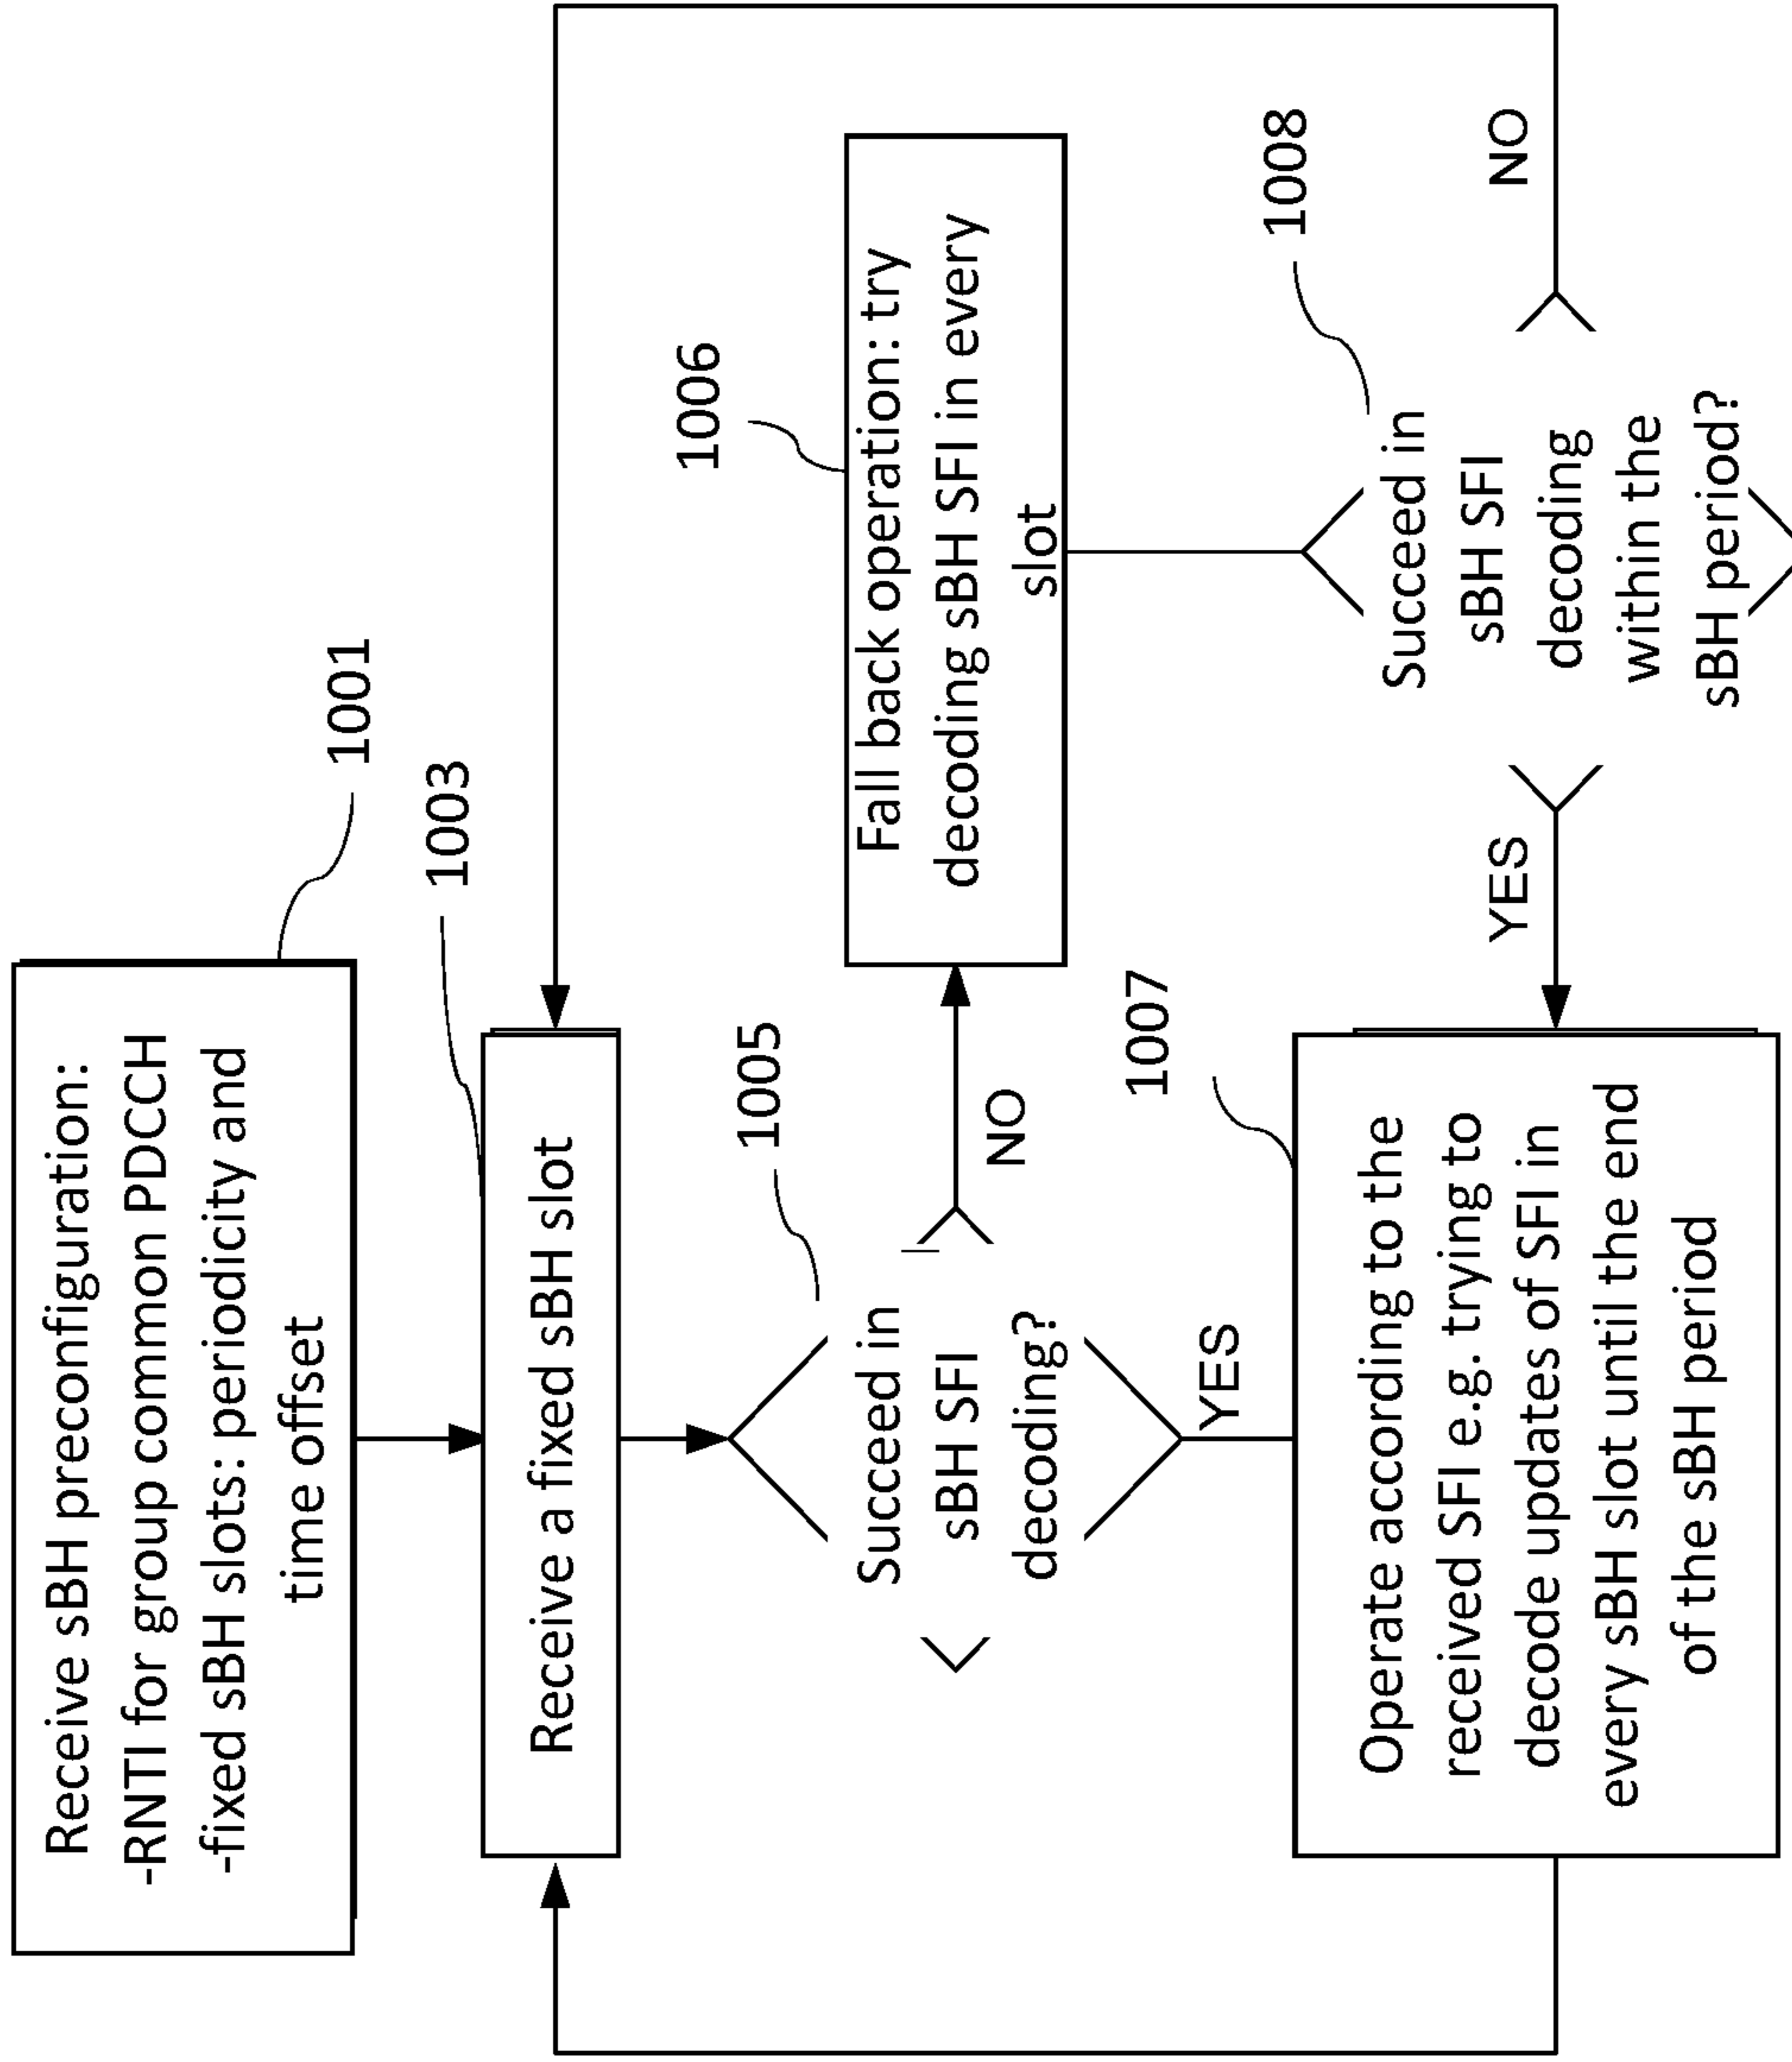 Receive sBH preconfiguration:
-RNTI for group common PDCCH
-fixed sBH slots: periodicity and
time offset
1001
1003
Receive a fixed sBH slot
1005
Succeed in
sBH SFI
decoding?
NO
YES
1006
Fall back operation: try
decoding sBH SFI in every
slot
1007
Operate according to the
received SFI e.g. trying to
decode updates of SFI in
every sBH slot until the end
of the sBH period
1008
Succeed in
sBH SFI
decoding
within the
sBH period?
YES
NO